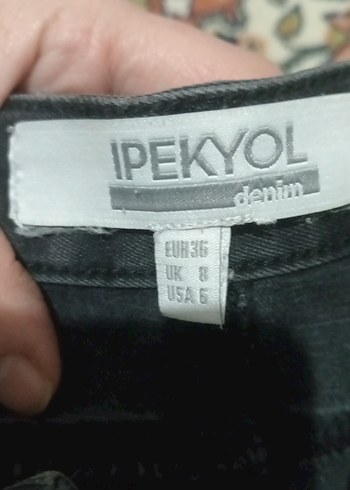 IPEKYOL
denim
EUR 36
UK 8
USA 6